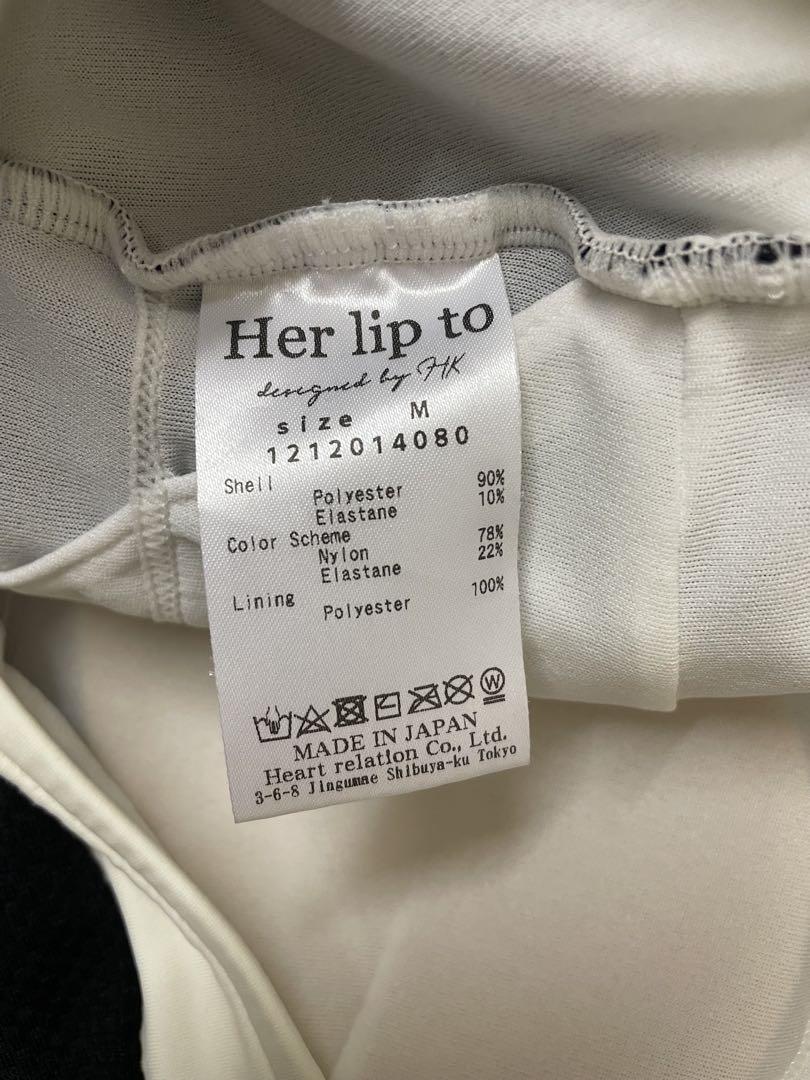 Her lip to
designed by HK
size M
1212014080
Shell
Polyester 90%
Elastane 10%
Color Scheme
Nylon 78%
Elastane 22%
Lining
Polyester 100%
W
MADE IN JAPAN
Heart relation Co., Ltd.
3-6-8 Jingumae Shibuya-ku Tokyo